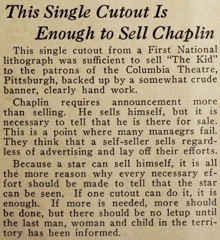 This Single Cutout Is
Enough to Sell Chaplin
This single cutout from a First National
lithograph was sufficient to sell "The Kid"
to the patrons of the Columbia Theatre,
Pittsburgh, backed up by a somewhat crude
banner, clearly hand work.
Chaplin requires announcement more
than selling. He sells himself, but it is
necessary to tell that he is there for sale.
This is a point where many manaegrs fail.
They think that a self-seller sells regard-
less of advertising and lay off their efforts.
Because a star can sell himself, it is all
the more reason why every necessary ef-
fort should be made to tell that the star
can be seen. If one cutout can do it, it is
enough. If more is needed, more should
be done, but there should be no letup until
the last man, woman and child in the terri-
tory has been informed.